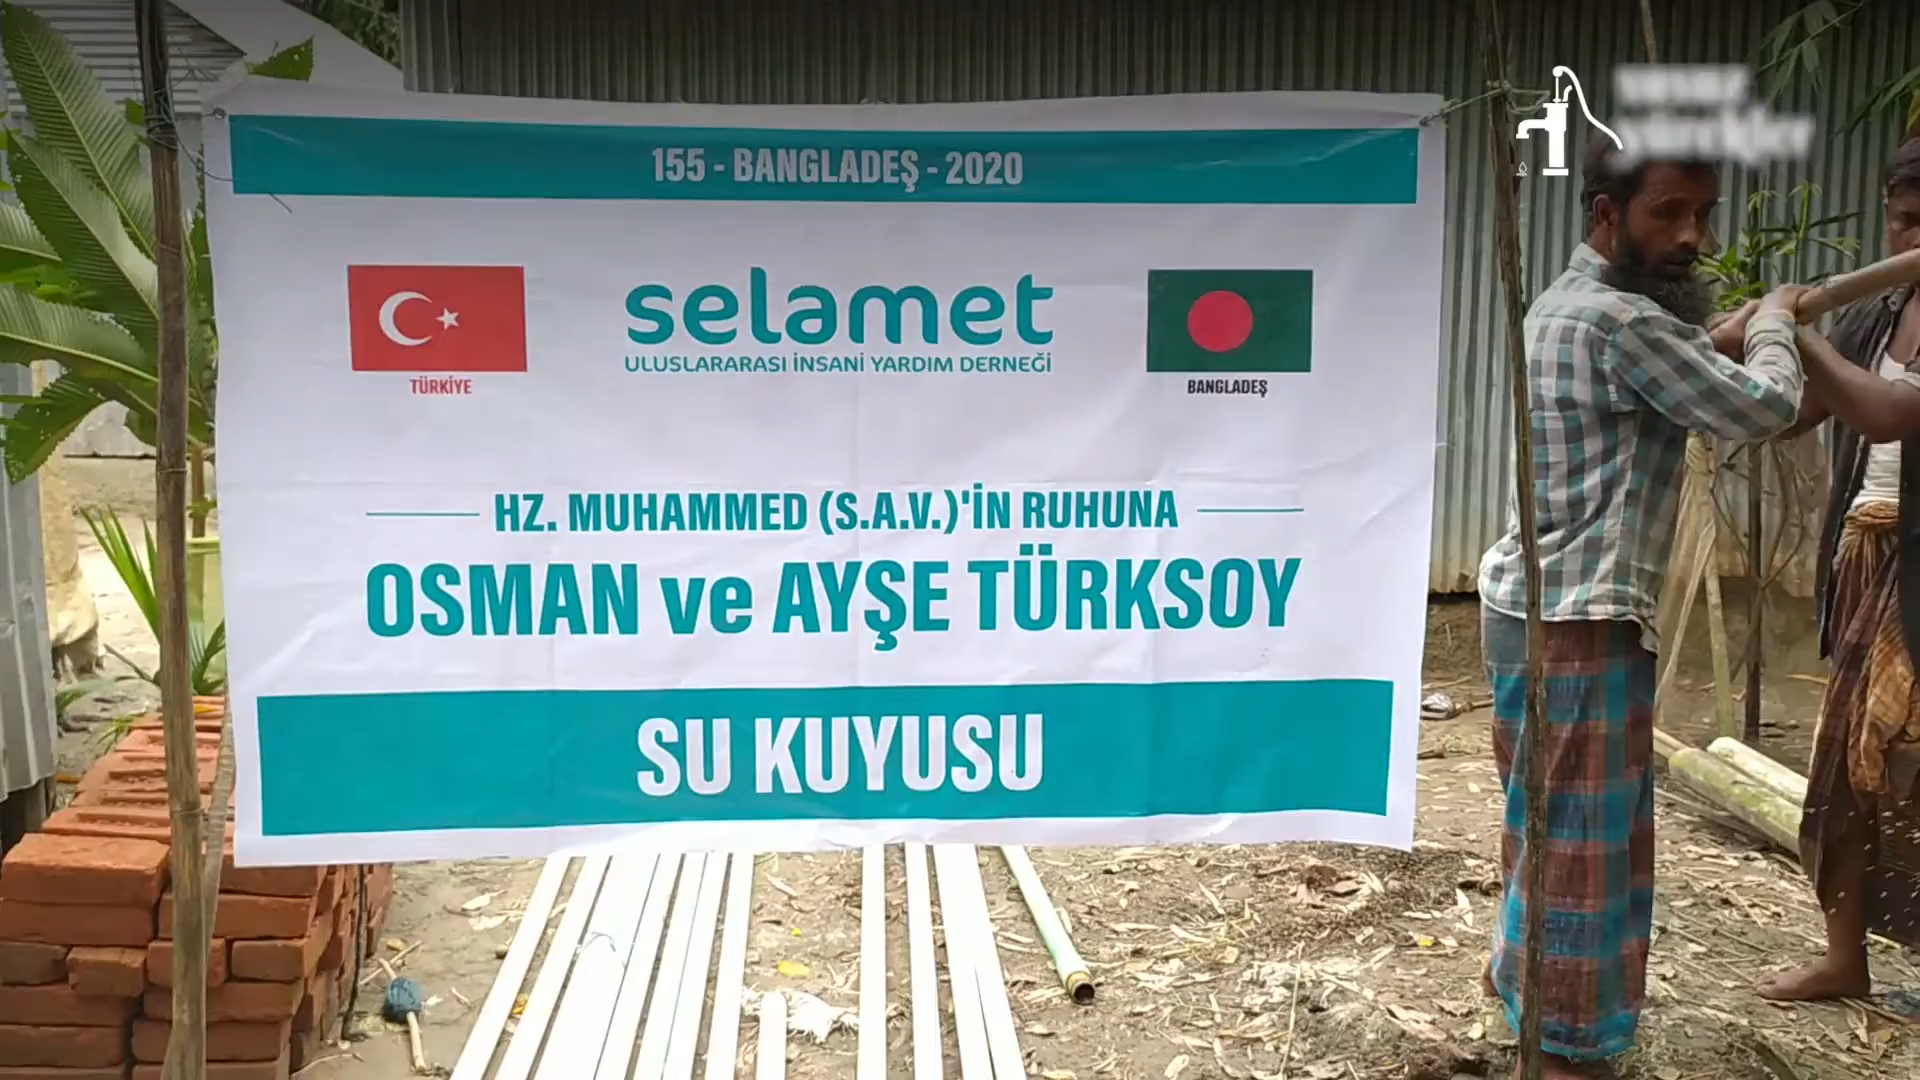 155 - BANGLADEŞ - 2020
selamet
ULUSLARARASI İNSANİ YARDIM DERNEĞİ
TÜRKİYE
BANGLADEŞ
HZ. MUHAMMED (S.A.V.)'İN RUHUNA
OSMAN ve AYŞE TÜRKSOY
SU KUYUSU